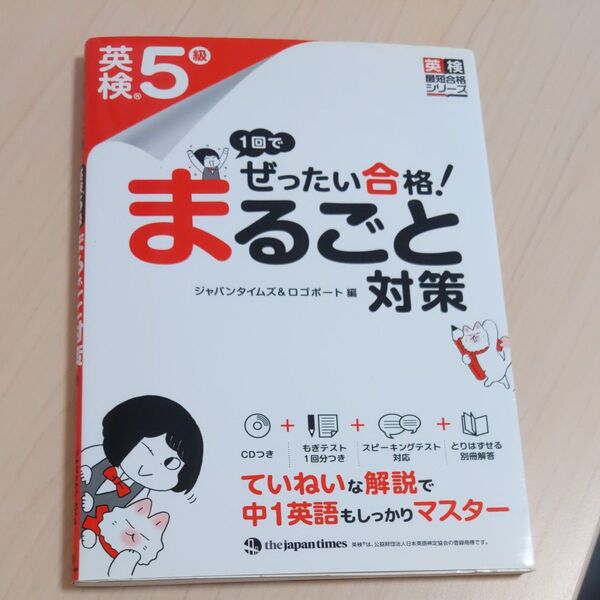 英検®5級
英検
最短合格
シリーズ
1回で
ぜったい合格!
まるごと
対策
ジャパンタイムズ&ロゴポート 編
CDつき
+
もぎテスト
1回分つき
+
スピーキングテスト
対応
+
とりはずせる
別冊解答
ていねいな解説で
中1英語もしっかりマスター
the japan times 英検®は、公益財団法人日本英語検定協会の登録商標です。